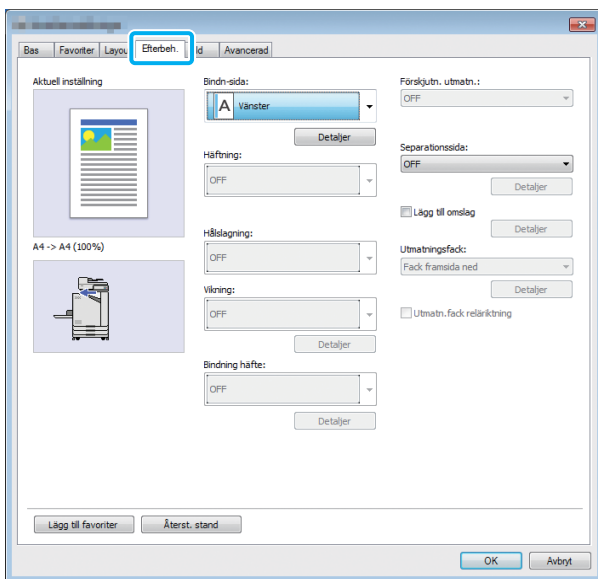 Bas Favoriter Layou Efterbeh. ld Avancerad
Aktuell inställning
A4 -> A4 (100%)
Bindn-sida:
A Vänster
Detaljer
Häftning:
OFF
Hålslagning:
OFF
Vikning:
OFF
Detaljer
Bindning häfte:
OFF
Detaljer
Förskjutn. utmatn.:
OFF
Separationssida:
OFF
Detaljer
Lägg till omslag
Detaljer
Utmatningsfack:
Fack framsida ned
Detaljer
Utmatn.fack reläriktning
Lägg till favoriter Återst. stand
OK Avbryt